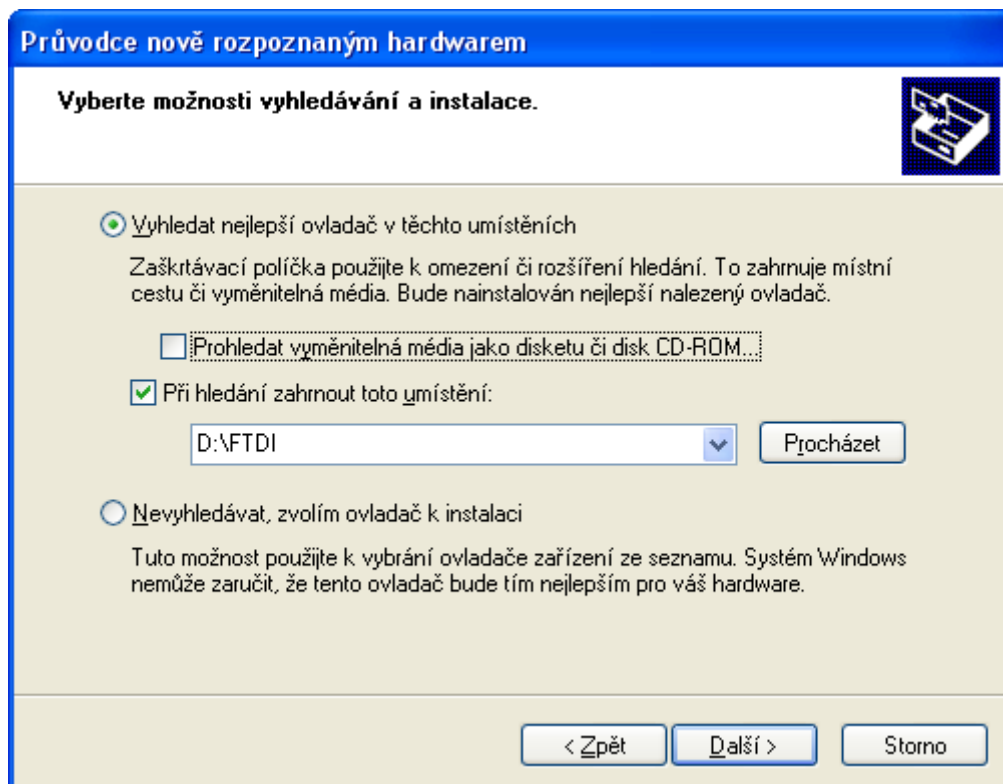 Průvodce nově rozpoznaným hardwarem
Vyberte možnosti vyhledávání a instalace.
Vyhledat nejlepší ovladač v těchto umístěních
Zaškrtávací políčka použijte k omezení či rozšíření hledání. To zahrnuje místní
cestu či vyměnitelná média. Bude nainstalován nejlepší nalezený ovladač.
Prohledat vyměnitelná média jako disketu či disk CD-ROM...
Při hledání zahrnout toto umístění:
D:\FTDI
Procházet
Nevyhledávat, zvolím ovladač k instalaci
Tuto možnost použijte k vybrání ovladače zařízení ze seznamu. Systém Windows
nemůže zaručit, že tento ovladač bude tím nejlepším pro váš hardware.
< Zpět
Další >
Storno